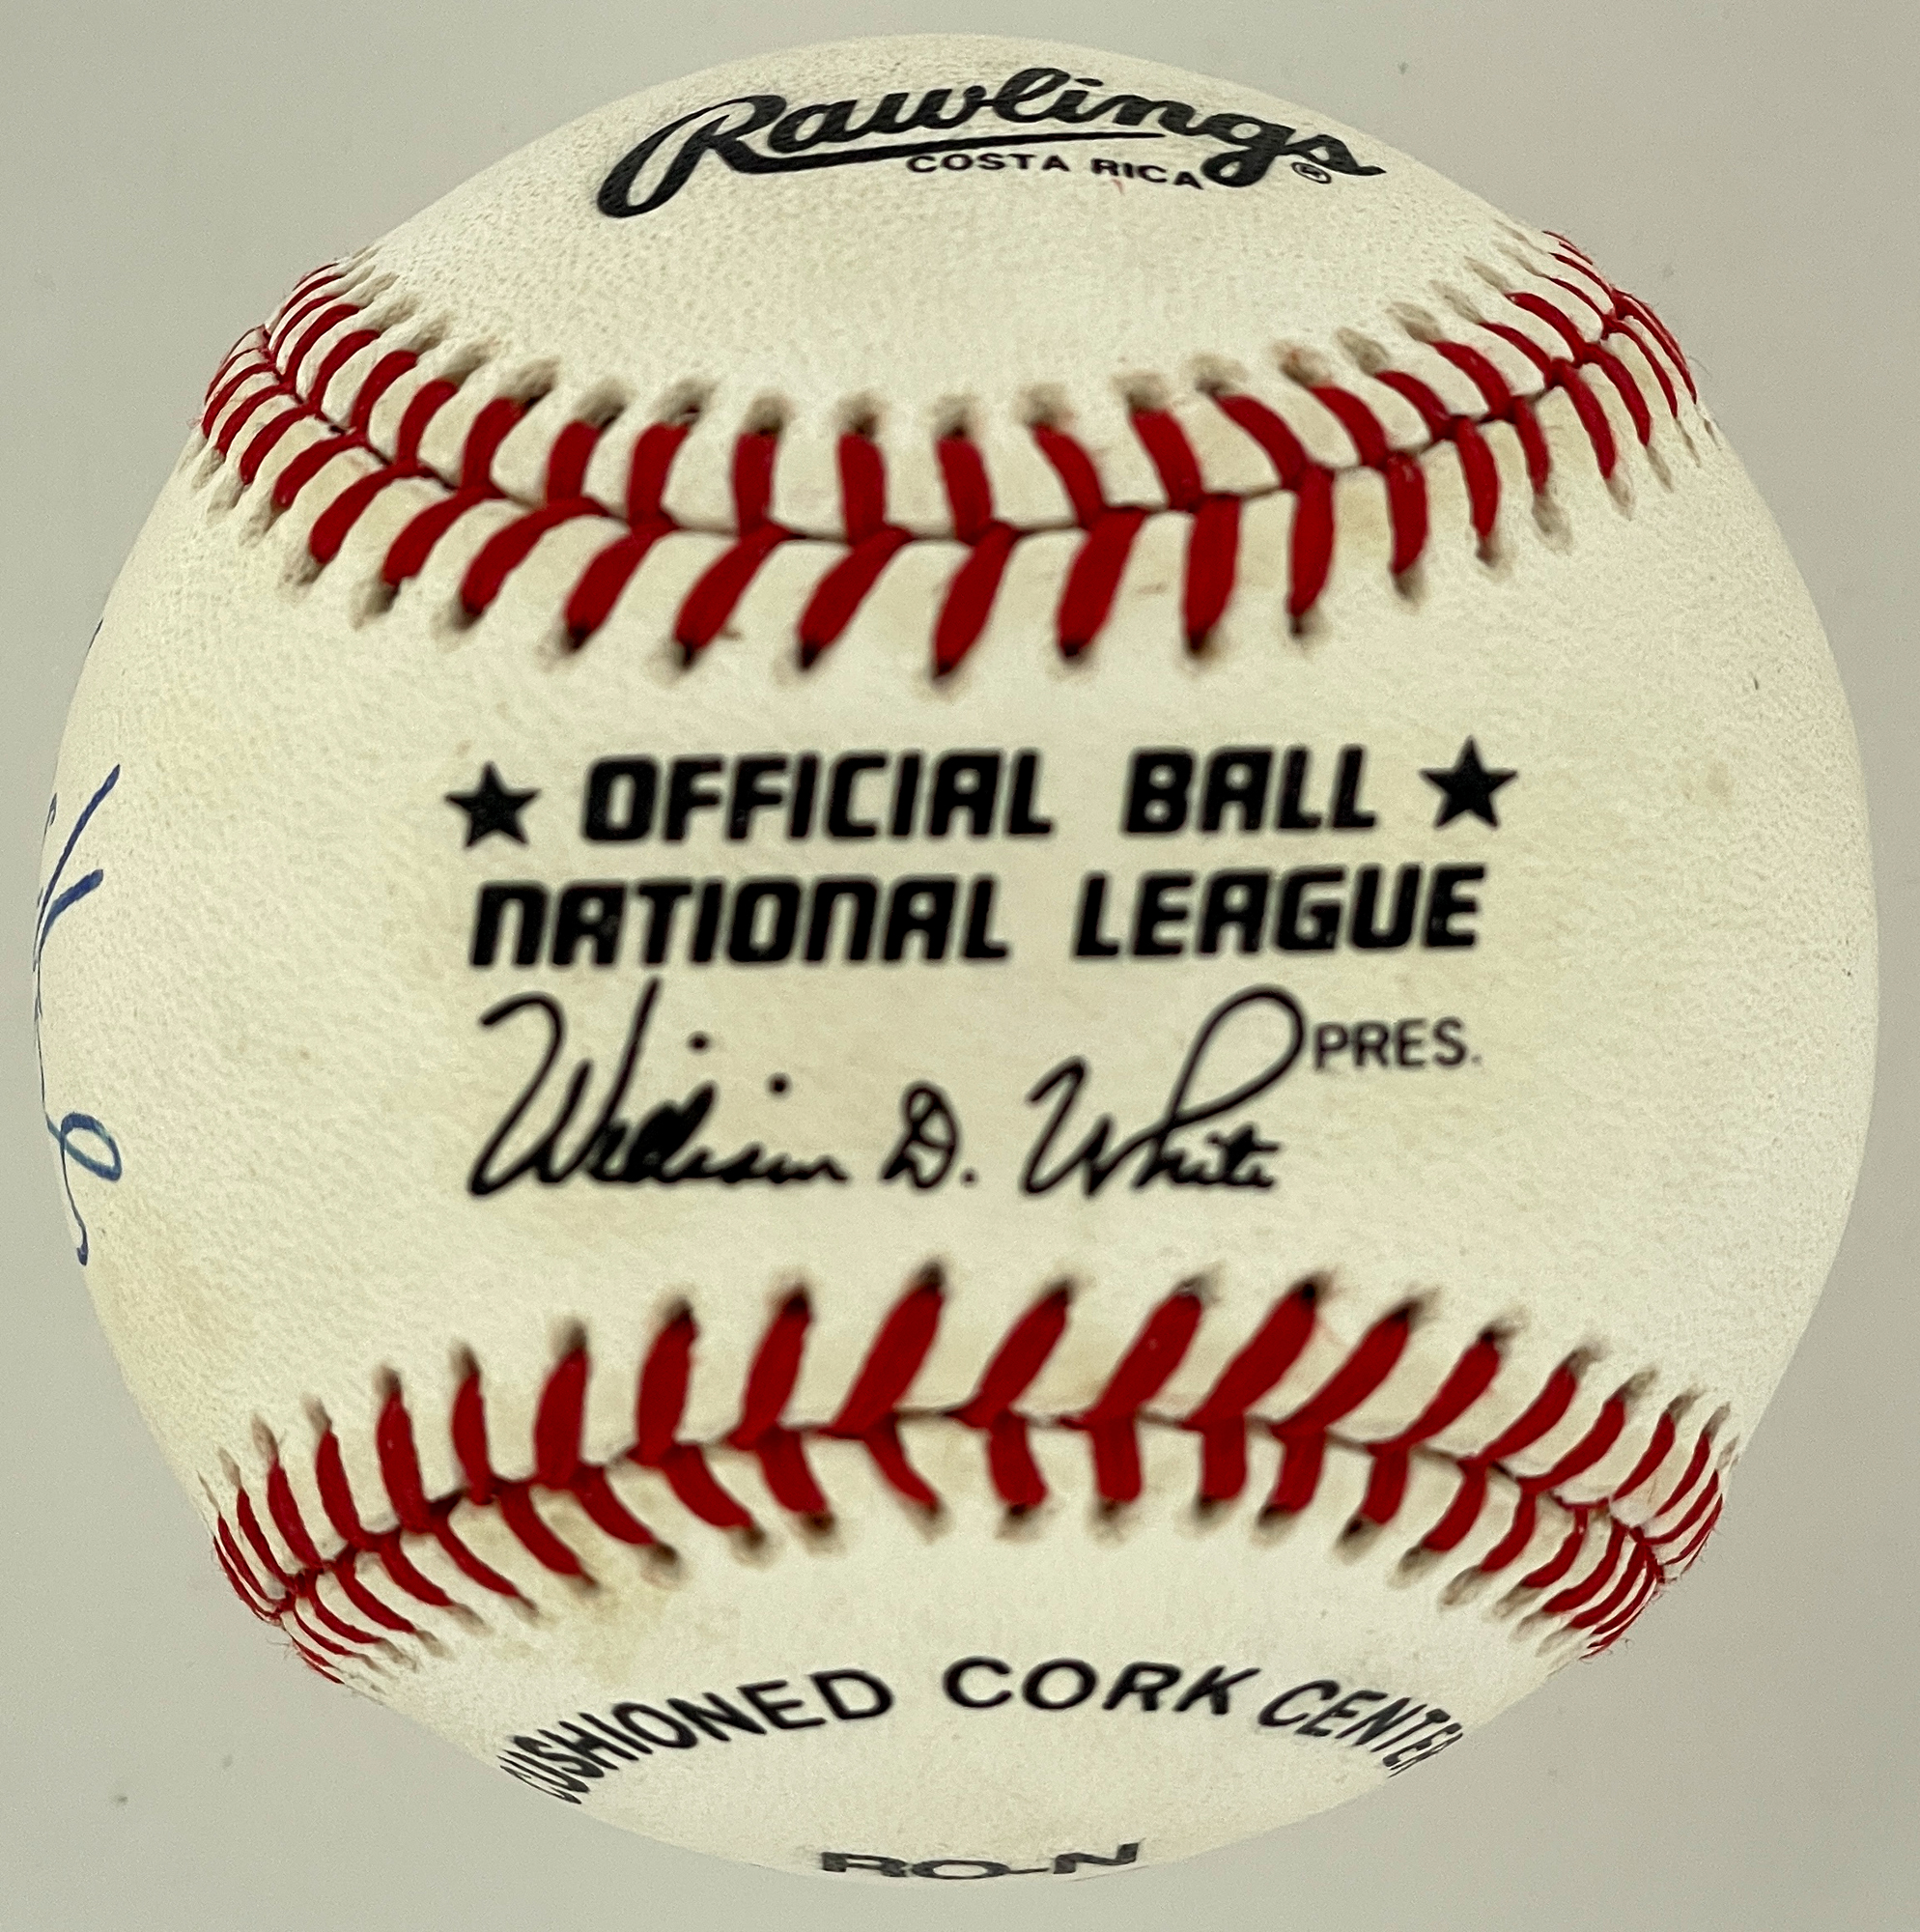 Rawlings®
COSTA RICA
★ OFFICIAL BALL ★
NATIONAL LEAGUE
William D. White PRES.
CUSHIONED CORK CENTER
RO-N